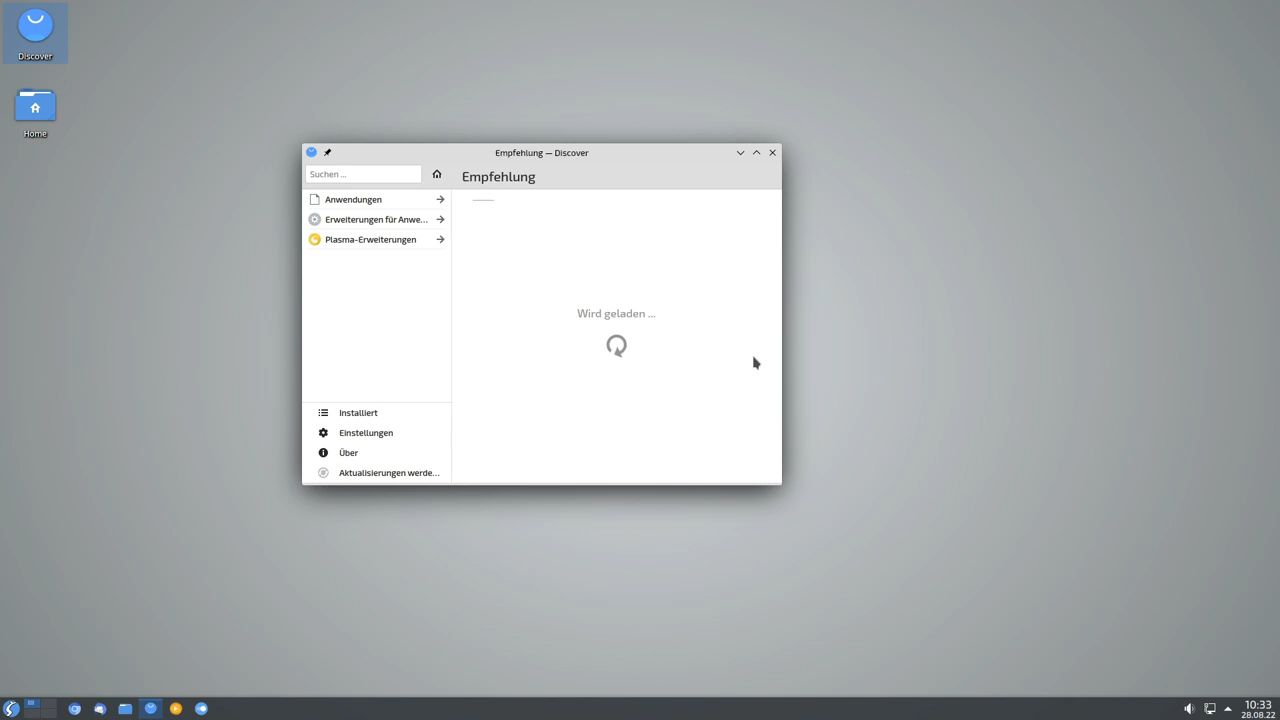 Discover
Home
Empfehlung — Discover
Suchen ...
Empfehlung
Anwendungen
Erweiterungen für Anwe...
Plasma-Erweiterungen
Wird geladen ...
Installiert
Einstellungen
Über
Aktualisierungen werde...
10:33
28.08.22